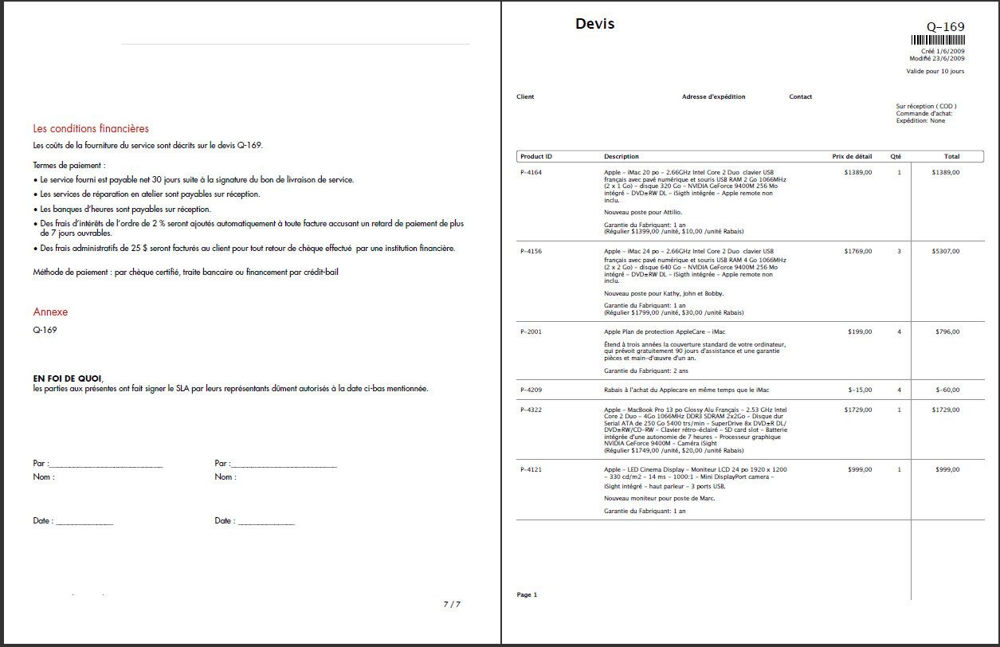 Les conditions financières
Les coûts de la fourniture du service sont décrits sur le devis Q-169.
Termes de paiement :
• Le service fourni est payable net 30 jours suite à la signature du bon de livraison de service.
• Les services de réparation en atelier sont payables sur réception.
• Les banques d'heures sont payables sur réception.
• Des frais d'intérêts de l'ordre de 2 % seront ajoutés automatiquement à toute facture accusant un retard de paiement de plus
de 7 jours ouvrables.
• Des frais administratifs de 25 $ seront facturés au client pour tout retour de chèque effectué par une institution financière.
Méthode de paiement : par chèque certifié, traite bancaire ou financement par crédit-bail
Annexe
Q-169
EN FOI DE QUOI,
les parties aux présentes ont fait signer le SLA par leurs représentants dûment autorisés à la date ci-bas mentionnée.
Par :__________________________ Par :__________________________
Nom : Nom :
Date : ______________ Date : ______________
7 / 7
Devis
Q-169
Créé 1/6/2009
Modifié 23/6/2009
Valide pour 10 jours
Client Adresse d'expédition Contact
Sur réception ( COD )
Commande d'achat:
Expédition: None
Product ID Description Prix de détail Qté Total
P-4164 Apple - iMac 20 po - 2.66GHz Intel Core 2 Duo clavier USB $1389,00 1 $1389,00
français avec pavé numérique et souris USB RAM 2 Go 1066MHz
(2 x 1 Go) - disque 320 Go - NVIDIA GeForce 9400M 256 Mo
intégré - DVD±RW DL - iSigth intégrée - Apple remote non
inclu.
Nouveau poste pour Attilio.
Garantie du Fabriquant: 1 an
(Régulier $1399,00 /unité, $10,00 /unité Rabais)
P-4156 Apple - iMac 24 po - 2.66GHz Intel Core 2 Duo clavier USB $1769,00 3 $5307,00
français avec pavé numérique et souris USB RAM 4 Go 1066MHz
(2 x 2 Go) - disque 640 Go - NVIDIA GeForce 9400M 256 Mo
intégré - DVD±RW DL - iSigth intégrée - Apple remote non
inclu.
Nouveau poste pour Kathy, John et Bobby.
Garantie du Fabriquant: 1 an
(Régulier $1799,00 /unité, $30,00 /unité Rabais)
P-2001 Apple Plan de protection AppleCare - iMac $199,00 4 $796,00
Étend à trois années la couverture standard de votre ordinateur,
qui prévoit gratuitement 90 jours d'assistance et une garantie
pièces et main-d'œuvre d'un an.
Garantie du Fabriquant: 2 ans
P-4209 Rabais à l'achat du Applecare en même temps que le iMac $-15,00 4 $-60,00
P-4322 Apple - MacBook Pro 13 po Glossy Alu Français - 2.53 GHz Intel $1729,00 1 $1729,00
Core 2 Duo - 4Go 1066MHz DDR3 SDRAM 2x2Go - Disque dur
Serial ATA de 250 Go 5400 trs/min - SuperDrive 8x DVD±R DL/
DVD±RW/CD-RW - Clavier rétro-éclairé - SD card slot - Batterie
intégrée d'une autonomie de 7 heures - Processeur graphique
NVIDIA GeForce 9400M - Caméra iSight
(Régulier $1749,00 /unité, $20,00 /unité Rabais)
P-4121 Apple - LED Cinema Display - Moniteur LCD 24 po 1920 x 1200 $999,00 1 $999,00
- 330 cd/m2 - 14 ms - 1000:1 - Mini DisplayPort camera -
iSight intégré - haut parleur - 3 ports USB.
Nouveau moniteur pour poste de Marc.
Garantie du Fabriquant: 1 an
Page 1